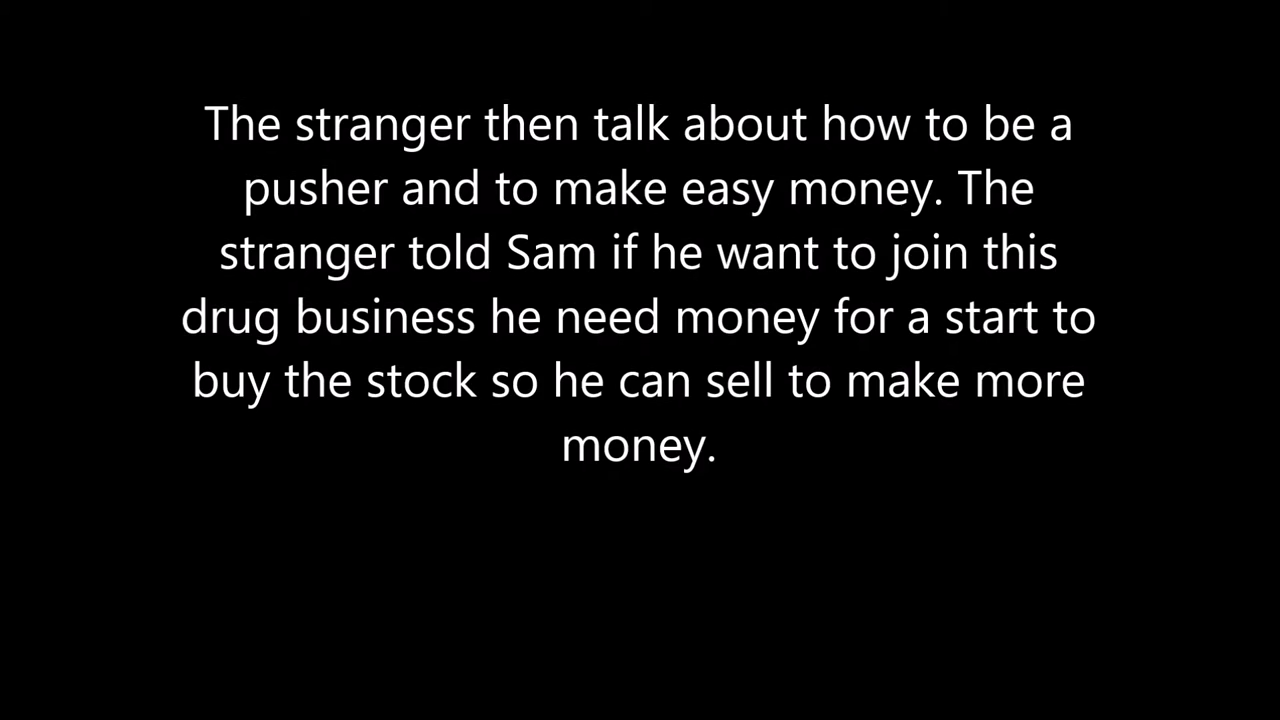 The stranger then talk about how to be a
pusher and to make easy money. The
stranger told Sam if he want to join this
drug business he need money for a start to
buy the stock so he can sell to make more
money.